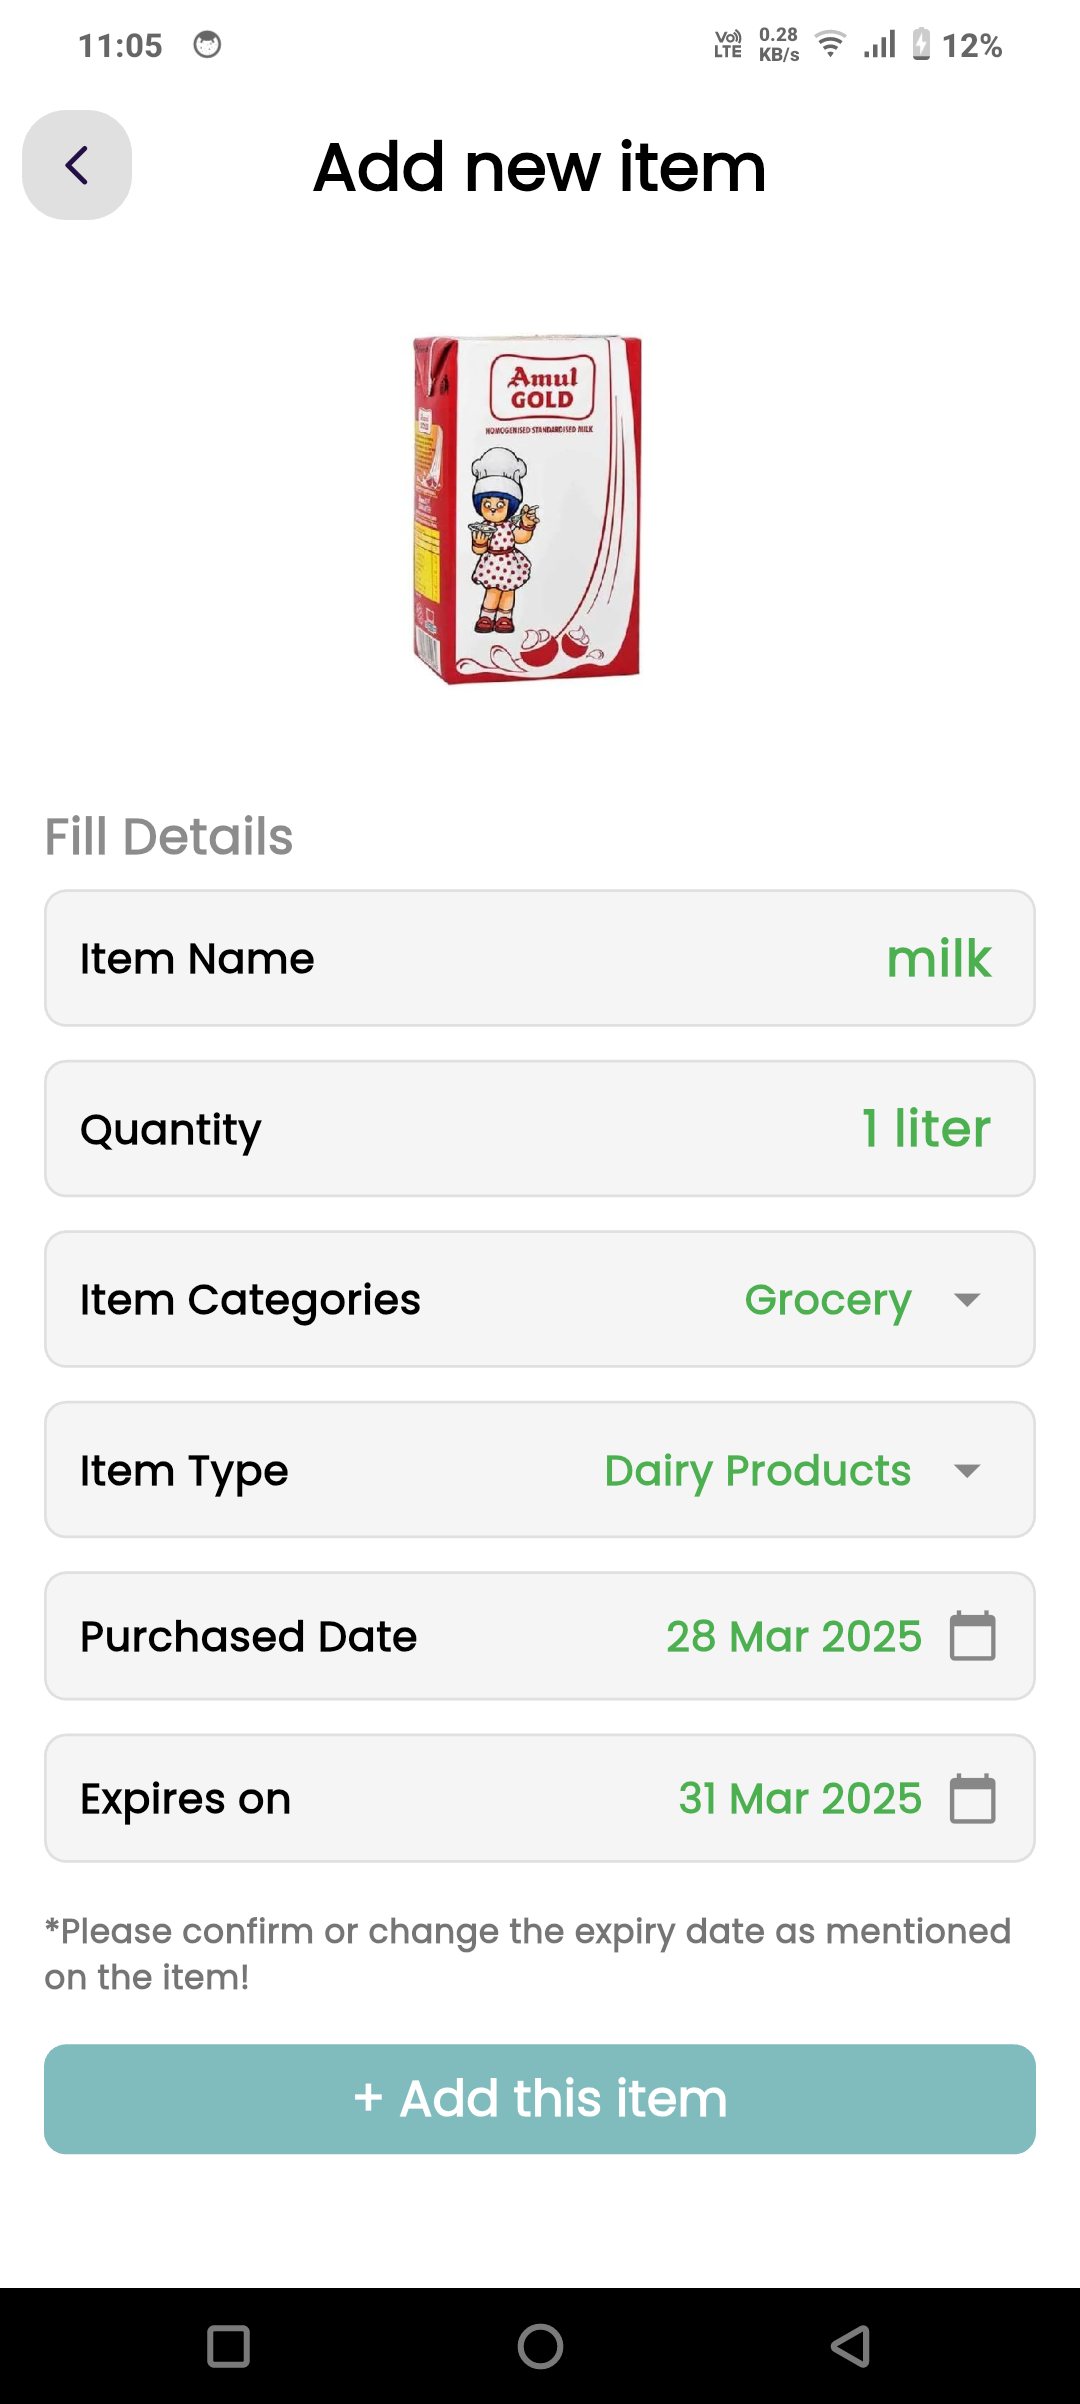 11:05
Vo) LTE
0.28 KB/s
12%
Add new item
Amul
GOLD
HOMOGENISED STANDARDISED MILK
Fill Details
Item Name milk
Quantity 1 liter
Item Categories Grocery
Item Type Dairy Products
Purchased Date 28 Mar 2025
Expires on 31 Mar 2025
*Please confirm or change the expiry date as mentioned
on the item!
+ Add this item